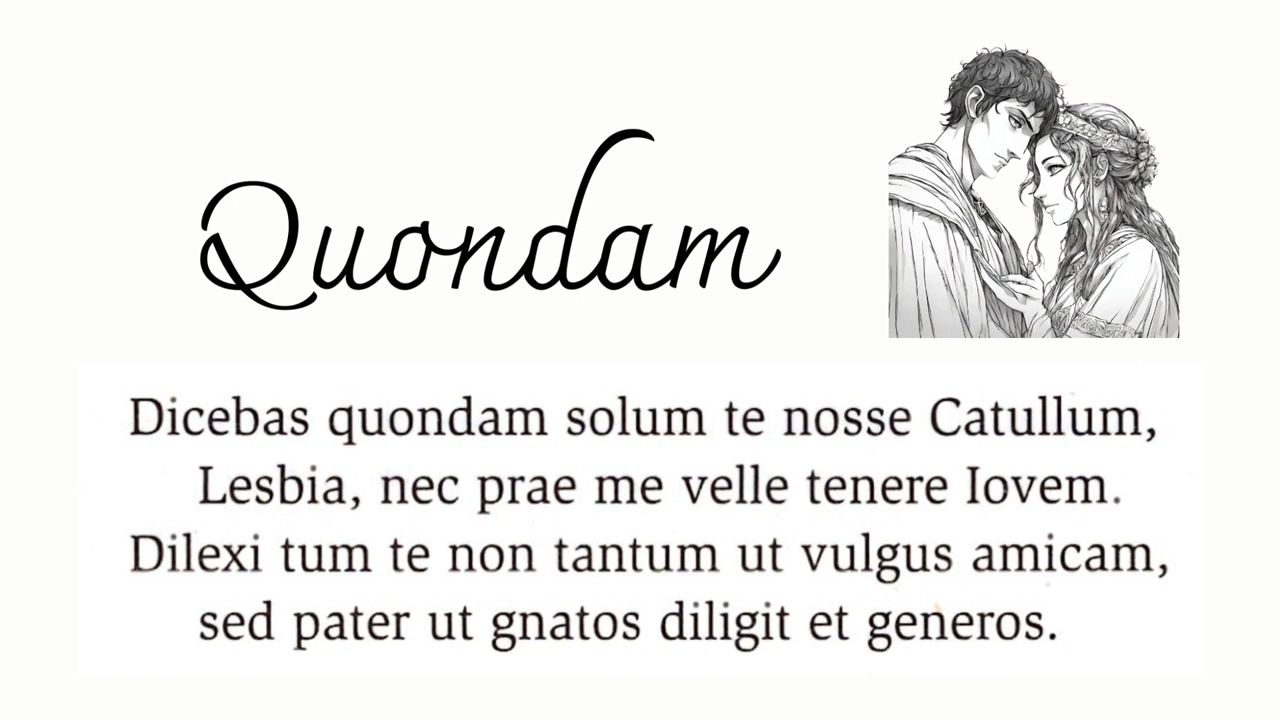 Quondam
Dicebas quondam solum te nosse Catullum,
Lesbia, nec prae me velle tenere Iovem.
Dilexi tum te non tantum ut vulgus amicam,
sed pater ut gnatos diligit et generos.